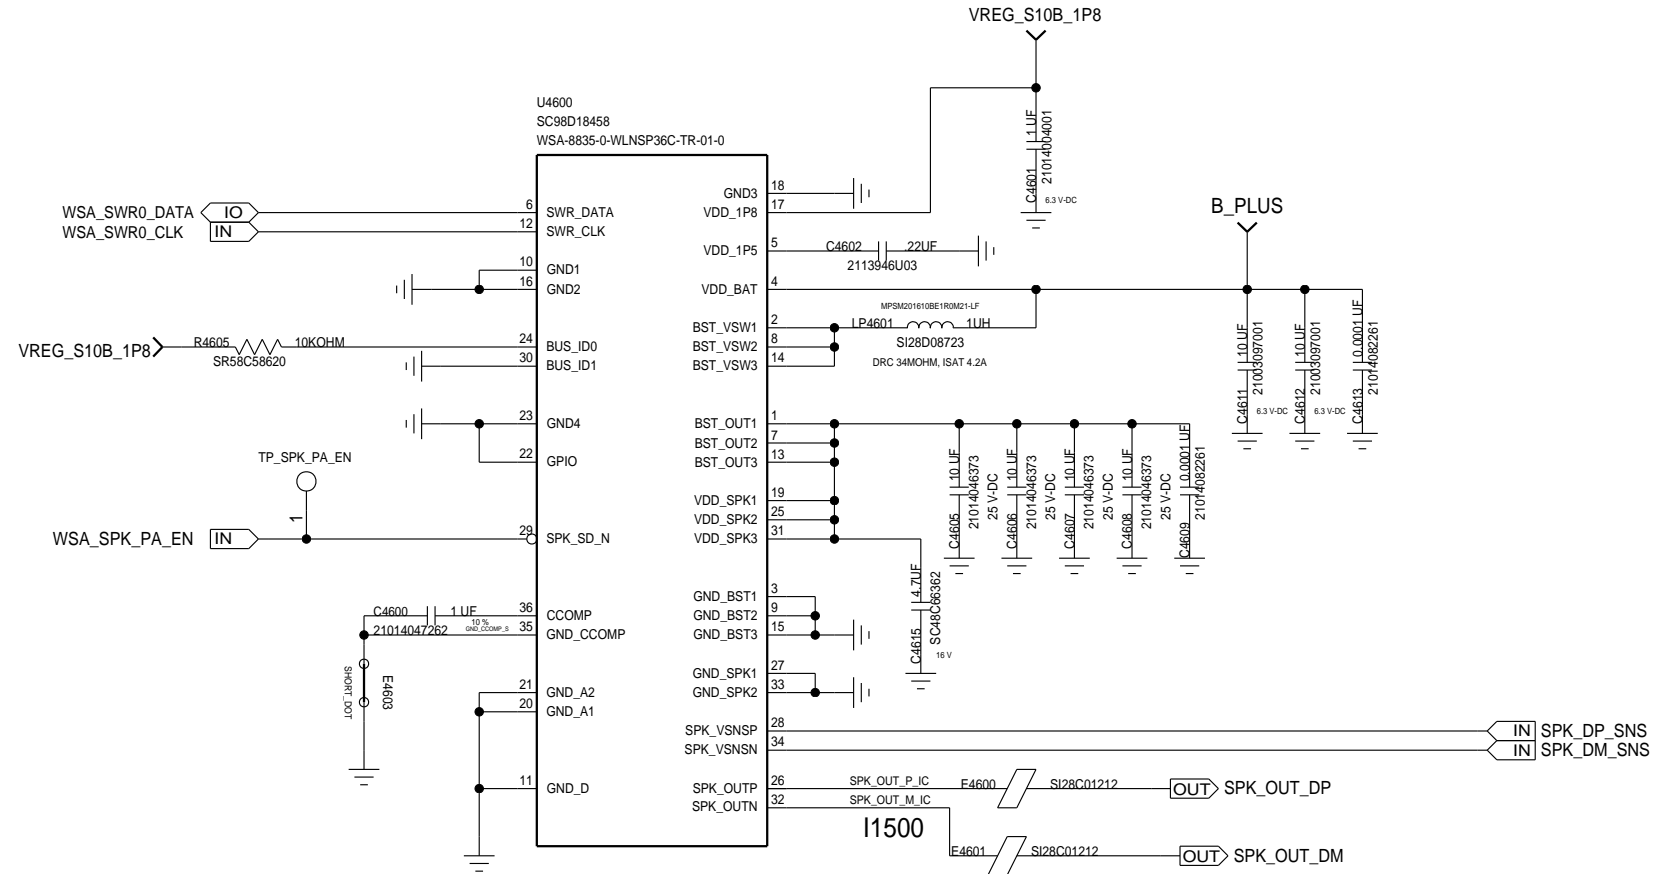 VREG_S10B_1P8
U4600
SC98D18458
WSA-8835-0-WLNSP36C-TR-01-0
1 UF
21014004001
C4601
6.3 V-DC
GND3 18
VDD_1P8 17
WSA_SWR0_DATA IO 6 SWR_DATA
WSA_SWR0_CLK IN 12 SWR_CLK
B_PLUS
VDD_1P5 5 C4602 .22UF
2113946U03
10 GND1
16 GND2
VDD_BAT 4
MPSM201610BE1R0M21-LF
BST_VSW1 2 LP4601 1UH
BST_VSW2 8 SI28D08723
BST_VSW3 14 DRC 34MOHM, ISAT 4.2A
VREG_S10B_1P8 R4605 10KOHM 24 BUS_ID0
SR58C58620
30 BUS_ID1
10 UF
21003097001
C4611
6.3 V-DC
10 UF
21003097001
C4612
6.3 V-DC
0.0001 UF
21014082261
C4613
23 GND4
22 GPIO
BST_OUT1 1
BST_OUT2 7
BST_OUT3 13
VDD_SPK1 19
VDD_SPK2 25
VDD_SPK3 31
10 UF
21014046373
25 V-DC
C4605
10 UF
21014046373
25 V-DC
C4606
10 UF
21014046373
25 V-DC
C4607
10 UF
21014046373
25 V-DC
C4608
0.0001 UF
21014082261
C4609
TP_SPK_PA_EN
1
WSA_SPK_PA_EN IN 29 SPK_SD_N
4.7UF
SC48C66362
C4615
16 V
GND_BST1 3
GND_BST2 9
GND_BST3 15
C4600 1 UF 36 CCOMP
10 %
21014047262 GND_CCOMP_S 35 GND_CCOMP
E4603
SHORT_DOT
GND_SPK1 27
GND_SPK2 33
21 GND_A2
20 GND_A1
SPK_VSNSP 28 IN SPK_DP_SNS
SPK_VSNSN 34 IN SPK_DM_SNS
11 GND_D
SPK_OUTP 26 SPK_OUT_P_IC E4600 SI28C01212 OUT SPK_OUT_DP
SPK_OUTN 32 SPK_OUT_M_IC
I1500
E4601 SI28C01212 OUT SPK_OUT_DM